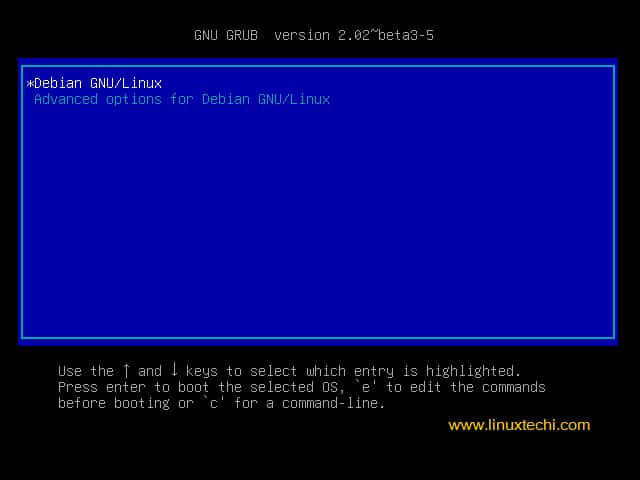 GNU GRUB  version 2.02~beta3-5
*Debian GNU/Linux
Advanced options for Debian GNU/Linux
Use the ↑ and ↓ keys to select which entry is highlighted.
Press enter to boot the selected OS, `e' to edit the commands
before booting or `c' for a command-line.
www.linuxtechi.com